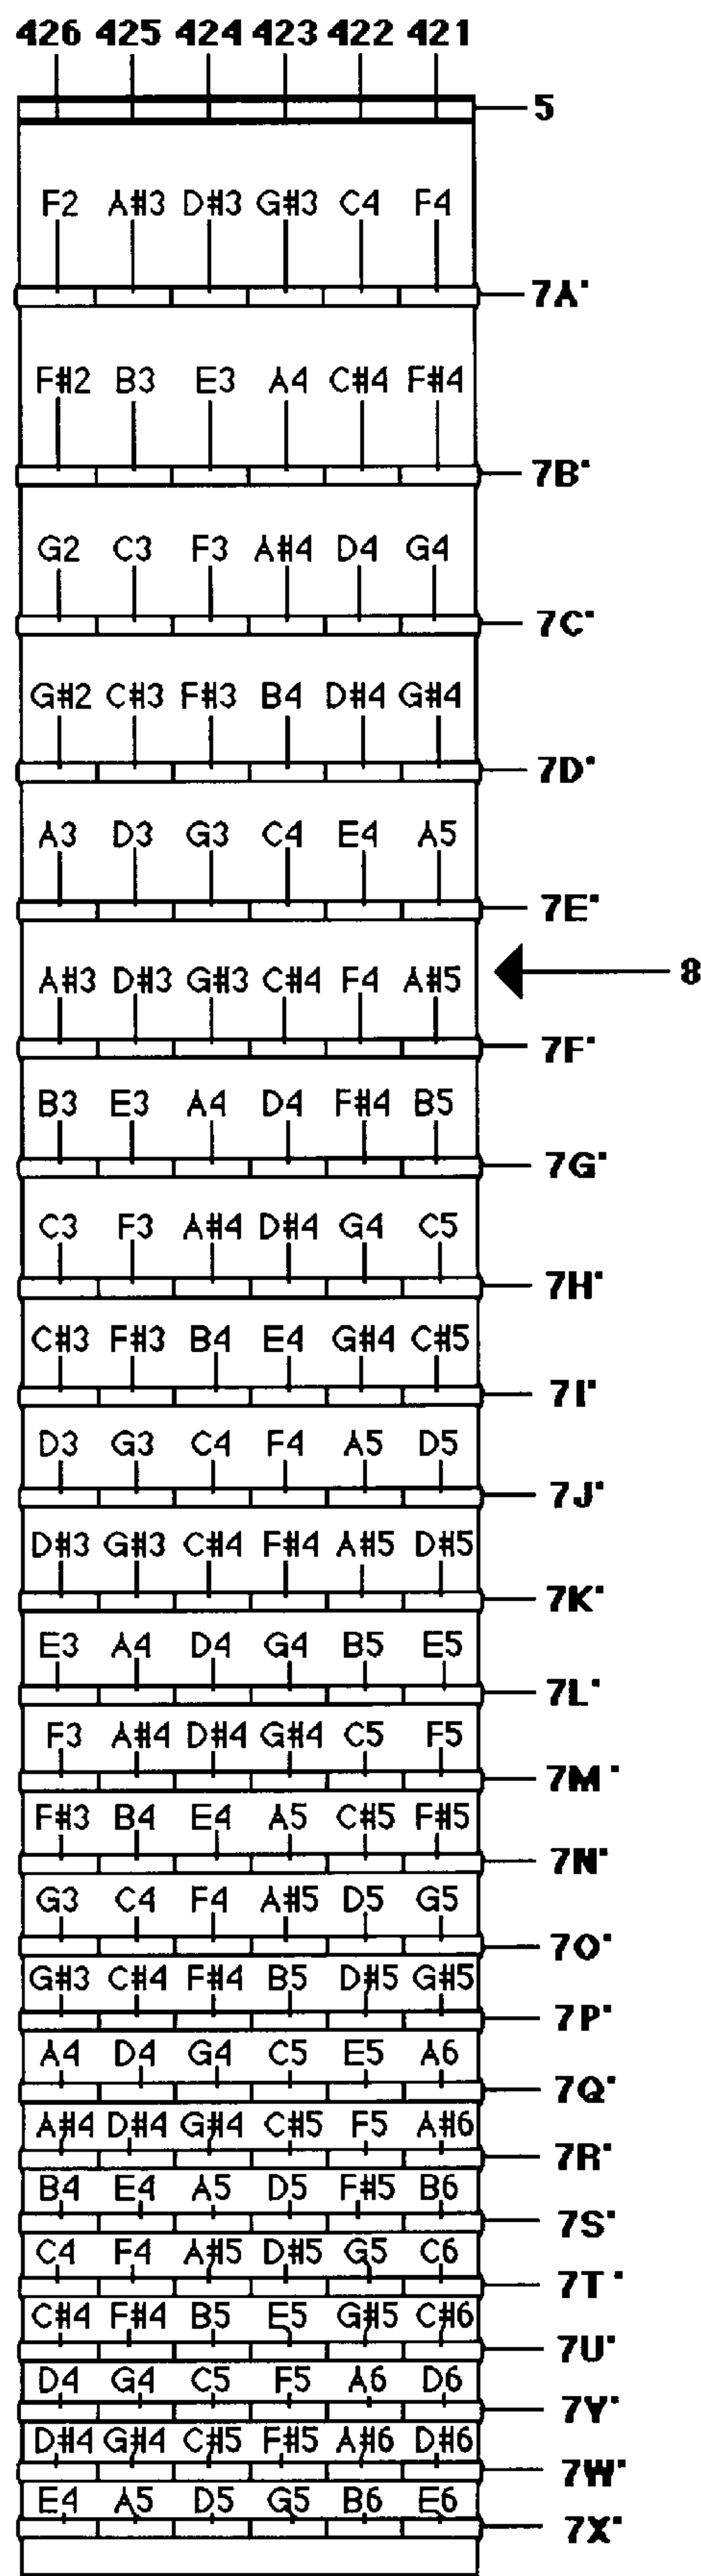 426 425 424 423 422 421
5
F2 A#3 D#3 G#3 C4 F4
7A'
F#2 B3 E3 A4 C#4 F#4
7B'
G2 C3 F3 A#4 D4 G4
7C'
G#2 C#3 F#3 B4 D#4 G#4
7D'
A3 D3 G3 C4 E4 A5
7E'
8
A#3 D#3 G#3 C#4 F4 A#5
7F'
B3 E3 A4 D4 F#4 B5
7G'
C3 F3 A#4 D#4 G4 C5
7H'
C#3 F#3 B4 E4 G#4 C#5
7I'
D3 G3 C4 F4 A5 D5
7J'
D#3 G#3 C#4 F#4 A#5 D#5
7K'
E3 A4 D4 G4 B5 E5
7L'
F3 A#4 D#4 G#4 C5 F5
7M'
F#3 B4 E4 A5 C#5 F#5
7N'
G3 C4 F4 A#5 D5 G5
7O'
G#3 C#4 F#4 B5 D#5 G#5
7P'
A4 D4 G4 C5 E5 A6
7Q'
A#4 D#4 G#4 C#5 F5 A#6
7R'
B4 E4 A5 D5 F#5 B6
7S'
C4 F4 A#5 D#5 G5 C6
7T'
C#4 F#4 B5 E5 G#5 C#6
7U'
D4 G4 C5 F5 A6 D6
7Y'
D#4 G#4 C#5 F#5 A#6 D#6
7W'
E4 A5 D5 G5 B6 E6
7X'